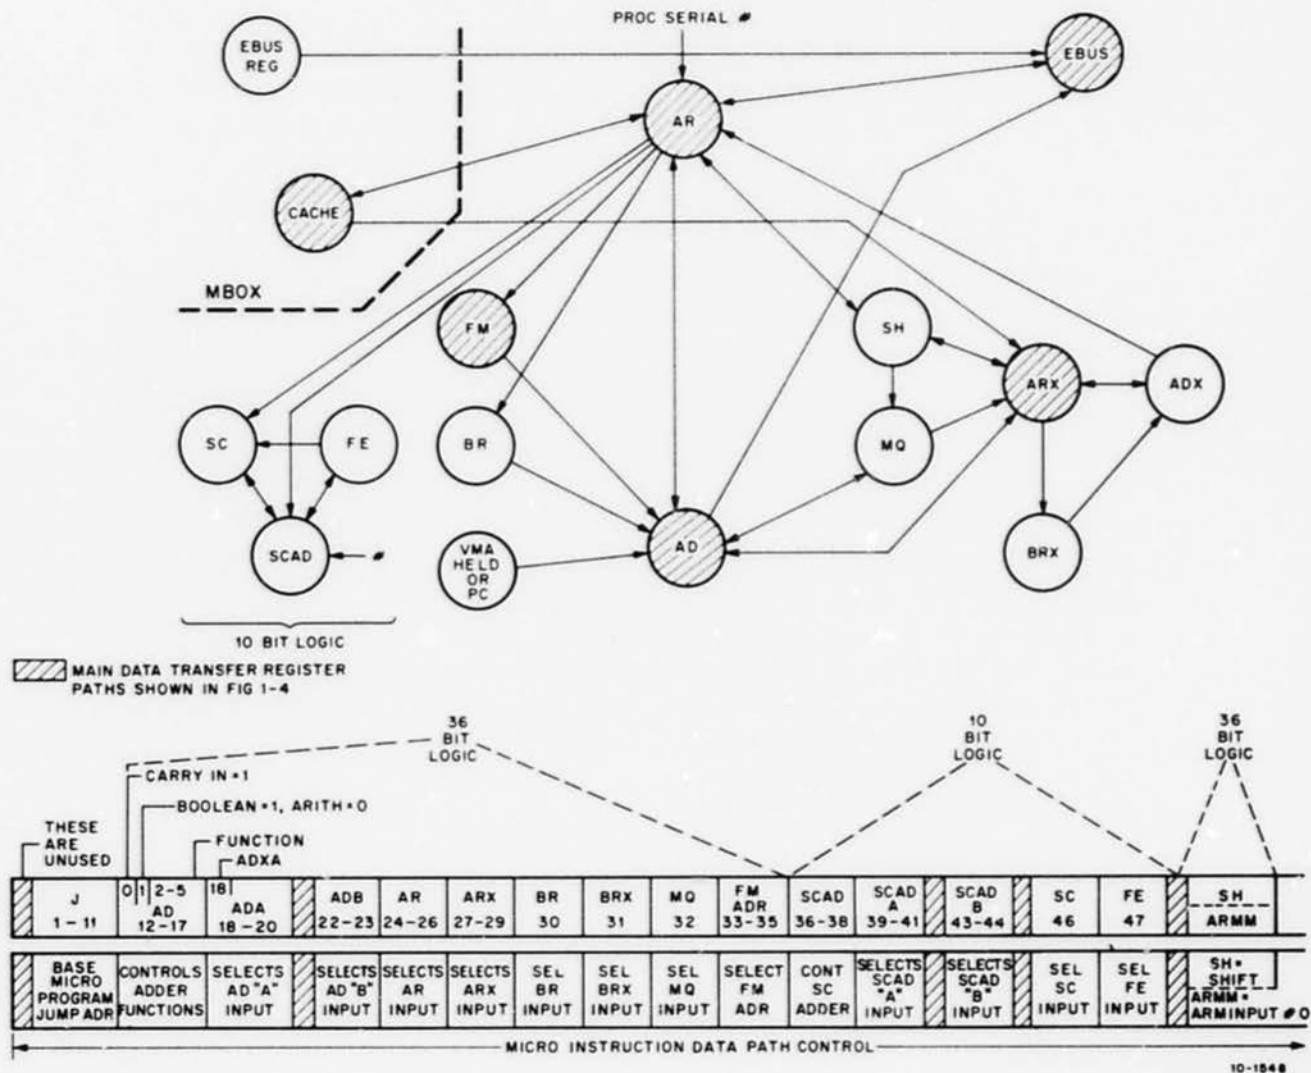 PROC SERIAL #
EBUS
REG
EBUS
AR
CACHE
MBOX
FM
SH
ARX
ADX
SC
FE
BR
MQ
SCAD
#
VMA
HELD
OR
PC
AD
BRX
10 BIT LOGIC
MAIN DATA TRANSFER REGISTER
PATHS SHOWN IN FIG 1-4
36
BIT
LOGIC
10
BIT
LOGIC
36
BIT
LOGIC
CARRY IN = 1
BOOLEAN = 1, ARITH = 0
THESE
ARE
UNUSED
FUNCTION
ADXA
J
1-11
0 1 2-5
AD
12-17
18
ADA
18-20
ADB
22-23
AR
24-26
ARX
27-29
BR
30
BRX
31
MQ
32
FM
ADR
33-35
SCAD
36-38
SCAD
A
39-41
SCAD
B
43-44
SC
46
FE
47
SH
ARMM
BASE
MICRO
PROGRAM
JUMP ADR
CONTROLS
ADDER
FUNCTIONS
SELECTS
AD "A"
INPUT
SELECTS
AD "B"
INPUT
SELECTS
AR
INPUT
SELECTS
ARX
INPUT
SEL
BR
INPUT
SEL
BRX
INPUT
SEL
MQ
INPUT
SELECT
FM
ADR
CONT
SC
ADDER
SELECTS
SCAD
"A"
INPUT
SELECTS
SCAD
"B"
INPUT
SEL
SC
INPUT
SEL
FE
INPUT
SH =
SHIFT
ARMM =
ARM INPUT # 0
MICRO INSTRUCTION DATA PATH CONTROL
10-1548